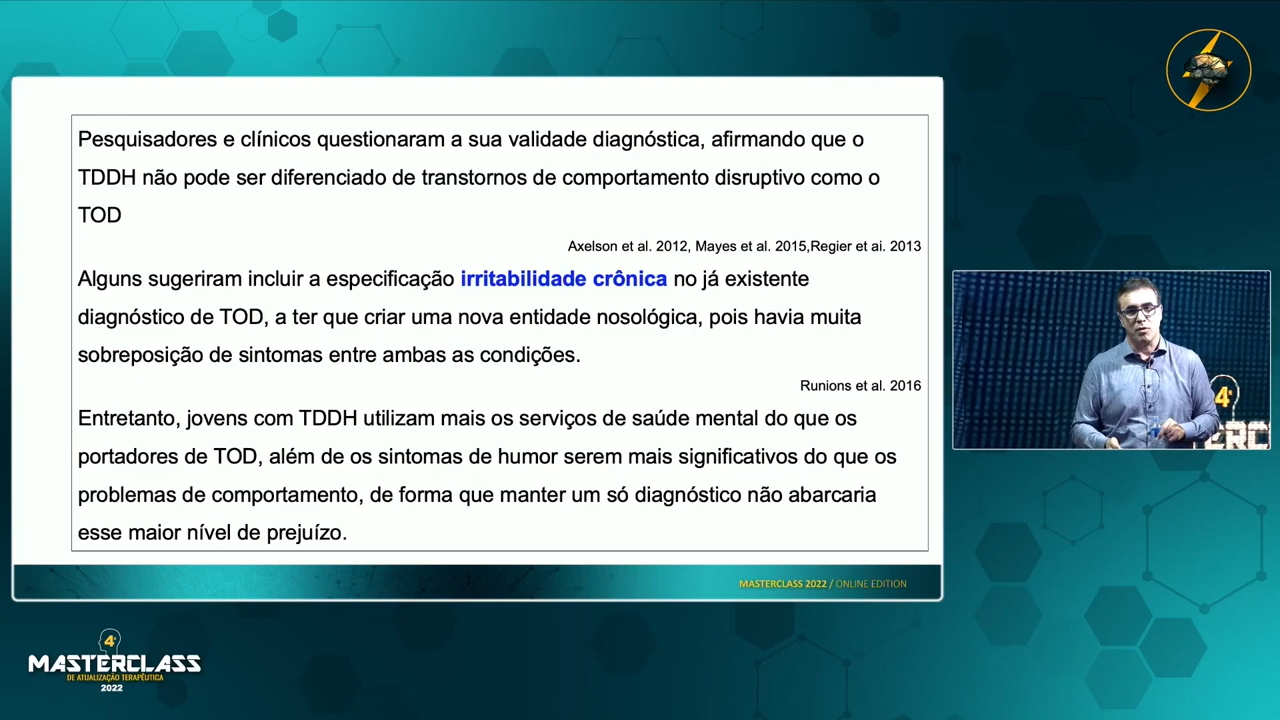 Pesquisadores e clínicos questionaram a sua validade diagnóstica, afirmando que o
TDDH não pode ser diferenciado de transtornos de comportamento disruptivo como o
TOD
Axelson et al. 2012, Mayes et al. 2015,Regier et ai. 2013
Alguns sugeriram incluir a especificação irritabilidade crônica no já existente
diagnóstico de TOD, a ter que criar uma nova entidade nosológica, pois havia muita
sobreposição de sintomas entre ambas as condições.
Runions et al. 2016
Entretanto, jovens com TDDH utilizam mais os serviços de saúde mental do que os
portadores de TOD, além de os sintomas de humor serem mais significativos do que os
problemas de comportamento, de forma que manter um só diagnóstico não abarcaria
esse maior nível de prejuízo.
MASTERCLASS 2022 / ONLINE EDITION
4ª
ERC
4ª
MASTERCLASS
DE ATUALIZAÇÃO TERAPÊUTICA
2022